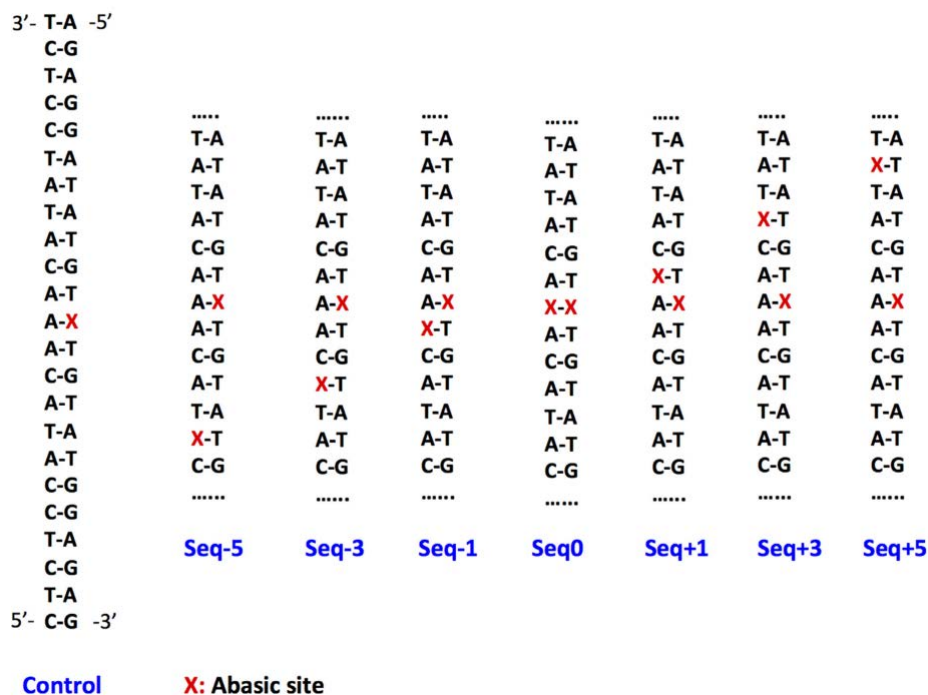 3’- T-A -5’
C-G
T-A
C-G
C-G
T-A
A-T
T-A
A-T
C-G
A-T
A-X
A-T
C-G
A-T
T-A
A-T
C-G
C-G
T-A
C-G
T-A
5’- C-G -3’
Control
.....
T-A
A-T
T-A
A-T
C-G
A-T
A-X
A-T
C-G
A-T
T-A
X-T
C-G
......
Seq-5
......
T-A
A-T
T-A
A-T
C-G
A-T
A-X
A-T
C-G
X-T
T-A
A-T
C-G
......
Seq-3
.....
T-A
A-T
T-A
A-T
C-G
A-T
A-X
X-T
C-G
A-T
T-A
A-T
C-G
......
Seq-1
......
T-A
A-T
T-A
A-T
C-G
A-T
X-X
A-T
C-G
A-T
T-A
A-T
C-G
......
Seq0
.....
T-A
A-T
T-A
A-T
C-G
X-T
A-X
A-T
C-G
A-T
T-A
A-T
C-G
......
Seq+1
.....
T-A
A-T
T-A
X-T
C-G
A-T
A-X
A-T
C-G
A-T
T-A
A-T
C-G
......
Seq+3
.....
T-A
X-T
T-A
A-T
C-G
A-T
A-X
A-T
C-G
A-T
T-A
A-T
C-G
......
Seq+5
X: Abasic site